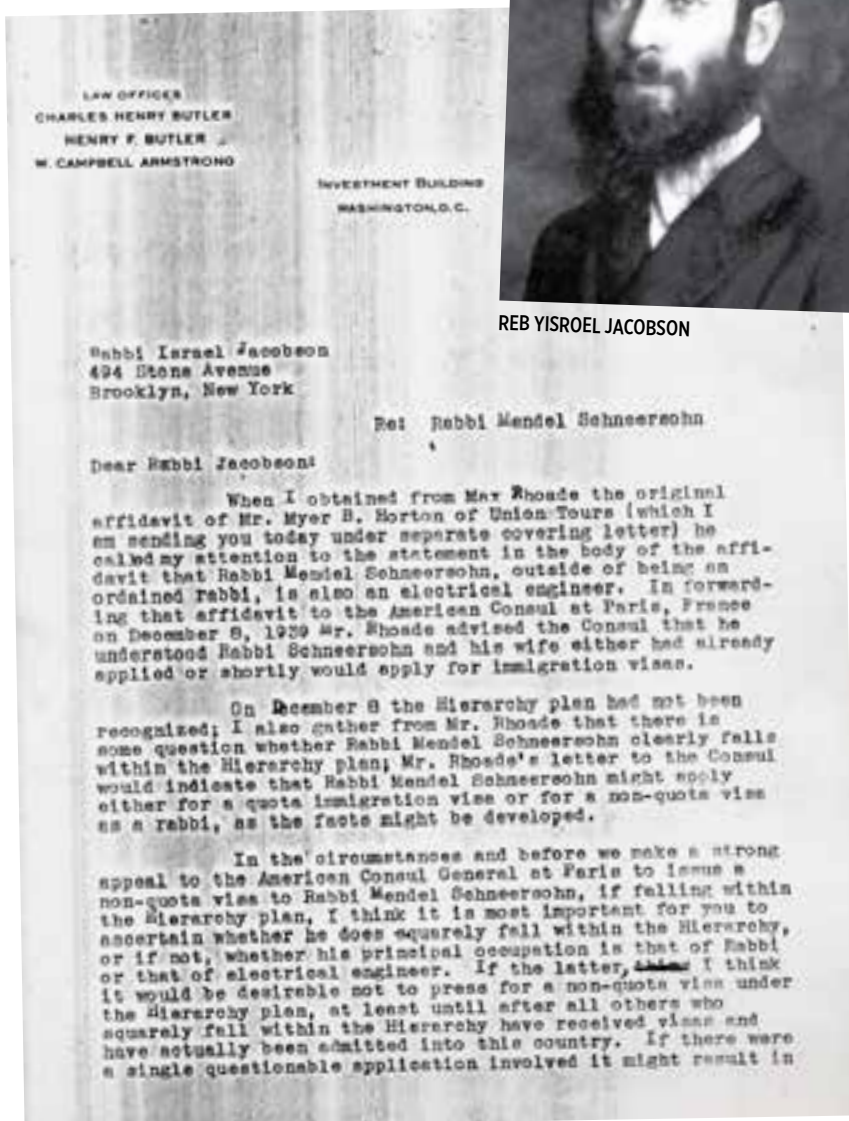 LAW OFFICES
CHARLES HENRY BUTLER
HENRY F. BUTLER
W. CAMPBELL ARMSTRONG
INVESTMENT BUILDING
WASHINGTON, D.C.
REB YISROEL JACOBSON
Rabbi Israel Jacobson
494 Stone Avenue
Brooklyn, New York
Re: Rabbi Mendel Schneersohn
Dear Rabbi Jacobson:
When I obtained from Max Rhoade the original
affidavit of Mr. Myer B. Horton of Union Tours (which I
am sending you today under separate covering letter) he
called my attention to the statement in the body of the affi-
davit that Rabbi Mendel Schneersohn, outside of being an
ordained rabbi, is also an electrical engineer. In forward-
ing that affidavit to the American Consul at Paris, France
on December 8, 1939 Mr. Rhoade advised the Consul that he
understood Rabbi Schneersohn and his wife either had already
applied or shortly would apply for immigration visas.
On December 8 the Hierarchy plan had not been
recognized; I also gather from Mr. Rhoade that there is
some question whether Rabbi Mendel Schneersohn clearly falls
within the Hierarchy plan; Mr. Rhoade's letter to the Consul
would indicate that Rabbi Mendel Schneersohn might apply
either for a quota immigration visa or for a non-quota visa
as a rabbi, as the facts might be developed.
In the circumstances and before we make a strong
appeal to the American Consul General at Paris to issue a
non-quota visa to Rabbi Mendel Schneersohn, if falling within
the Hierarchy plan, I think it is most important for you to
ascertain whether he does squarely fall within the Hierarchy,
or if not, whether his principal occupation is that of Rabbi
or that of electrical engineer. If the latter, I think
it would be desirable not to press for a non-quota visa under
the Hierarchy plan, at least until after all others who
squarely fall within the Hierarchy have received visas and
have actually been admitted into this country. If there were
a single questionable application involved it might result in